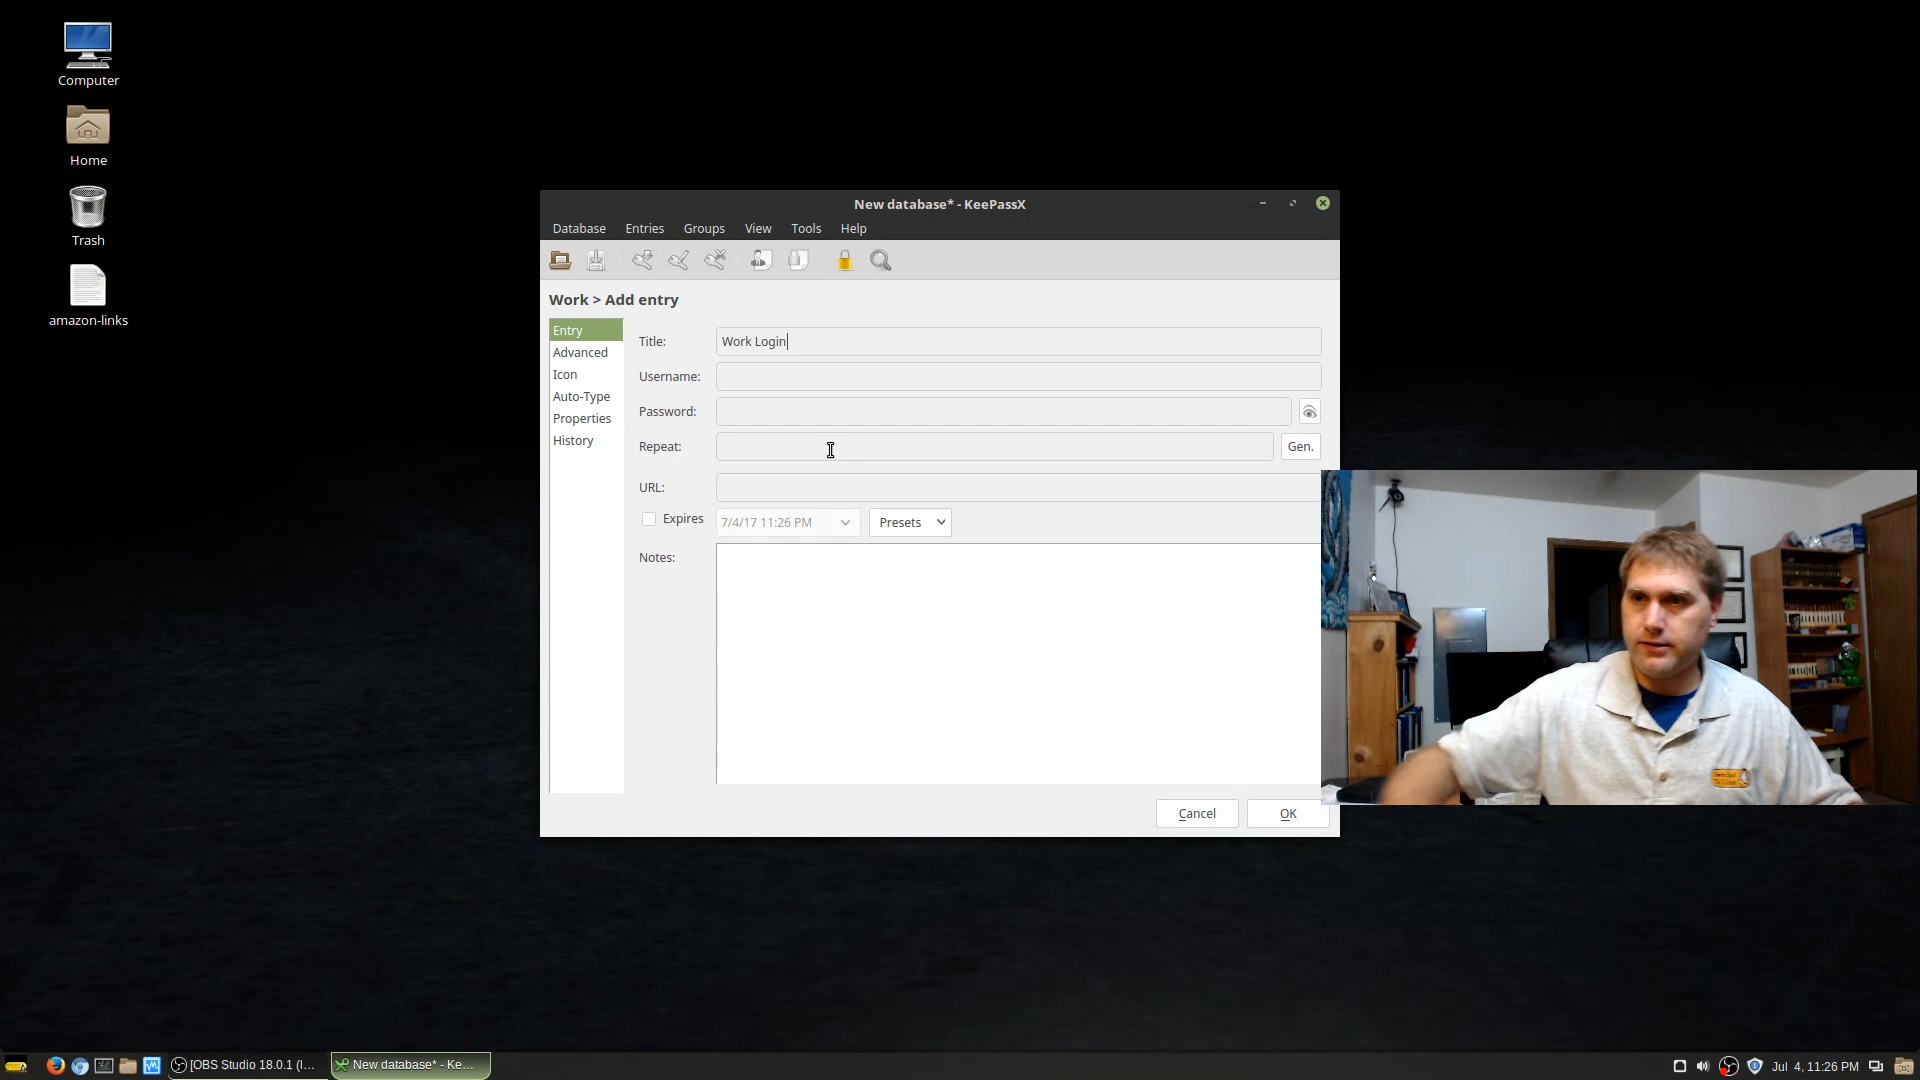 Computer
Home
Trash
amazon-links
New database* - KeePassX
Database Entries Groups View Tools Help
Work > Add entry
Entry
Advanced
Icon
Auto-Type
Properties
History
Title: Work Login
Username:
Password:
Repeat: Gen.
URL:
Expires 7/4/17 11:26 PM Presets
Notes:
Cancel OK
[OBS Studio 18.0.1 (l... New database* - Ke... Jul 4, 11:26 PM